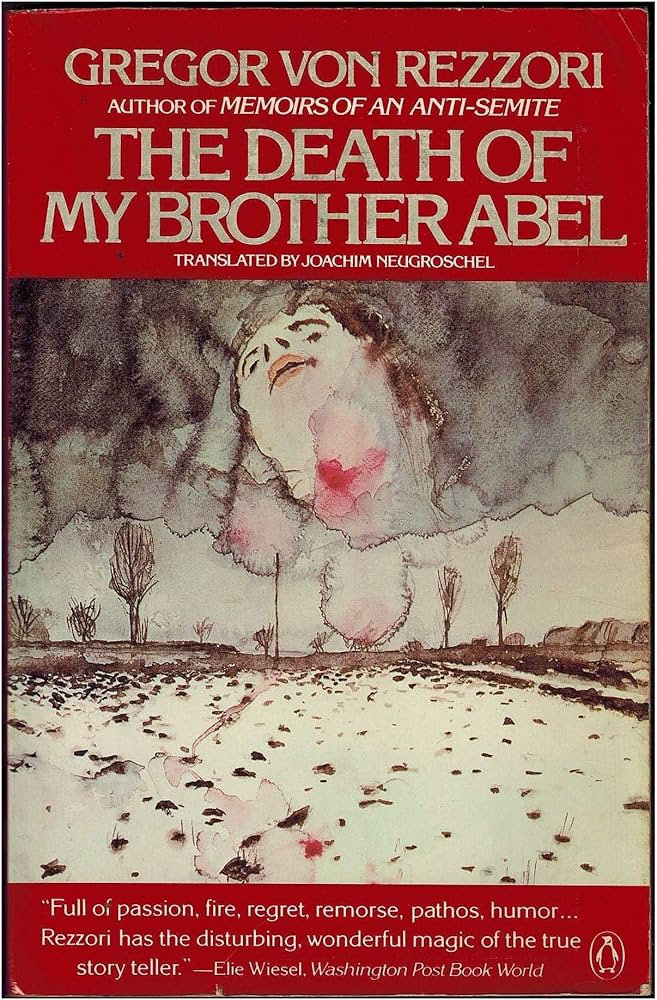 GREGOR VON REZZORI
AUTHOR OF MEMOIRS OF AN ANTI-SEMITE
THE DEATH OF
MY BROTHER ABEL
TRANSLATED BY JOACHIM NEUGROSCHEL
“Full of passion, fire, regret, remorse, pathos, humor...
Rezzori has the disturbing, wonderful magic of the true
story teller.”—Elie Wiesel, Washington Post Book World